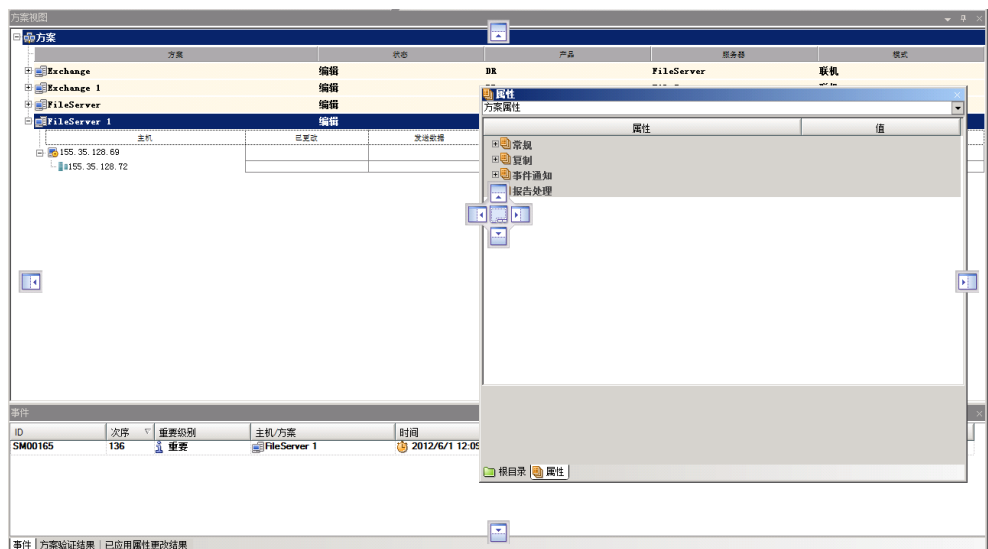 方案视图
方案
方案 状态 产品 服务器 模式
Exchange 编辑 DR FileServer 联机
Exchange 1 编辑
FileServer 编辑
FileServer 1 编辑
主机 已更改 发送数据
155.35.128.69
155.35.128.72
属性
方案属性
属性 值
常规
复制
事件通知
报告处理
根目录 属性
事件
ID 次序 重要级别 主机/方案 时间
SM00165 136 重要 FileServer 1 2012/6/1 12:05
事件 方案验证结果 已应用属性更改结果